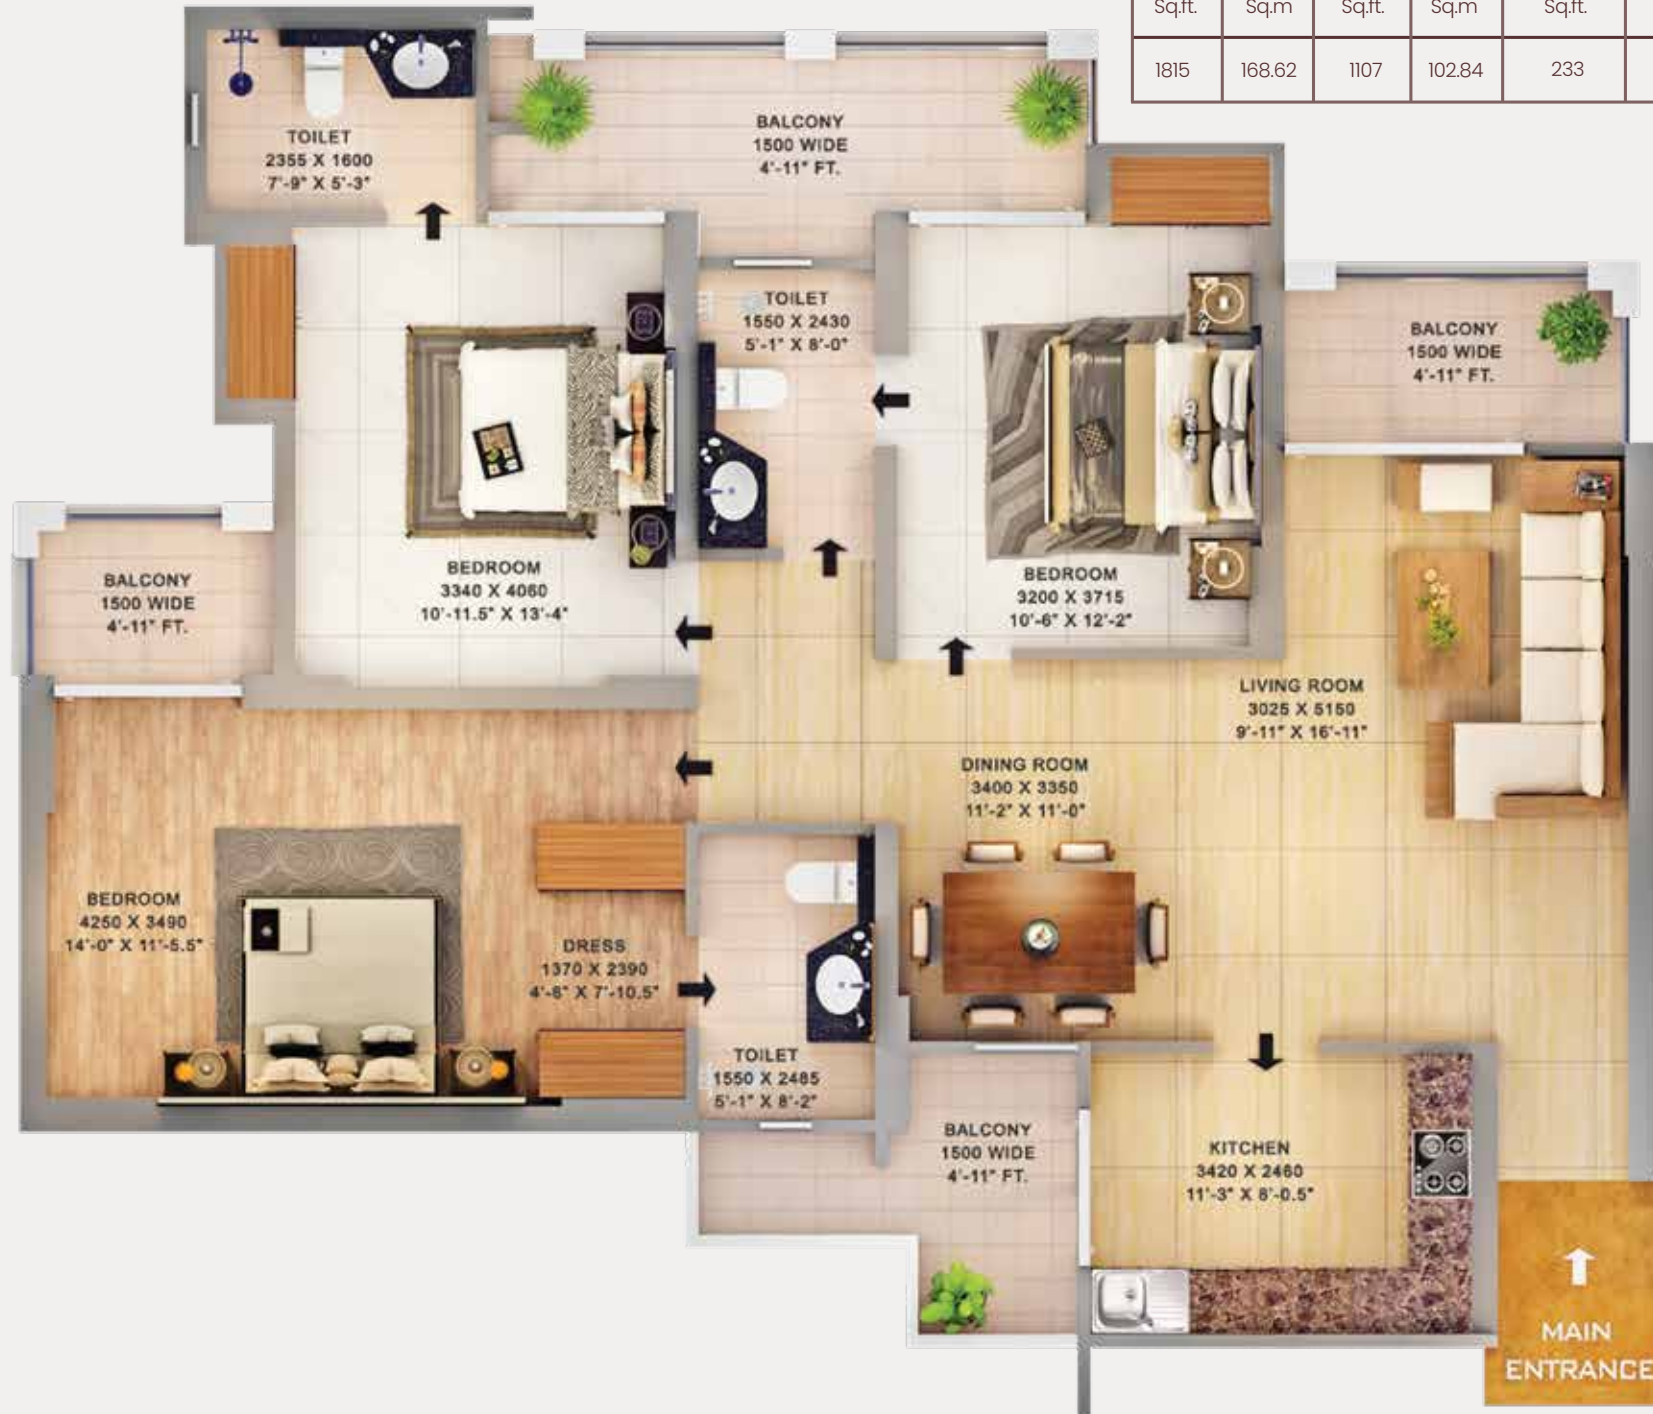 Sq.ft. Sq.m Sq.ft. Sq.m Sq.ft.
1815 168.62 1107 102.84 233
TOILET
2355 X 1600
7'-9" X 5'-3"
BALCONY
1500 WIDE
4'-11" FT.
TOILET
1550 X 2430
5'-1" X 8'-0"
BALCONY
1500 WIDE
4'-11" FT.
BEDROOM
3340 X 4060
10'-11.5" X 13'-4"
BEDROOM
3200 X 3715
10'-6" X 12'-2"
BALCONY
1500 WIDE
4'-11" FT.
LIVING ROOM
3025 X 5150
9'-11" X 16'-11"
DINING ROOM
3400 X 3350
11'-2" X 11'-0"
BEDROOM
4250 X 3490
14'-0" X 11'-5.5"
DRESS
1370 X 2390
4'-6" X 7'-10.5"
TOILET
1550 X 2485
5'-1" X 8'-2"
BALCONY
1500 WIDE
4'-11" FT.
KITCHEN
3420 X 2460
11'-3" X 8'-0.5"
MAIN
ENTRANCE